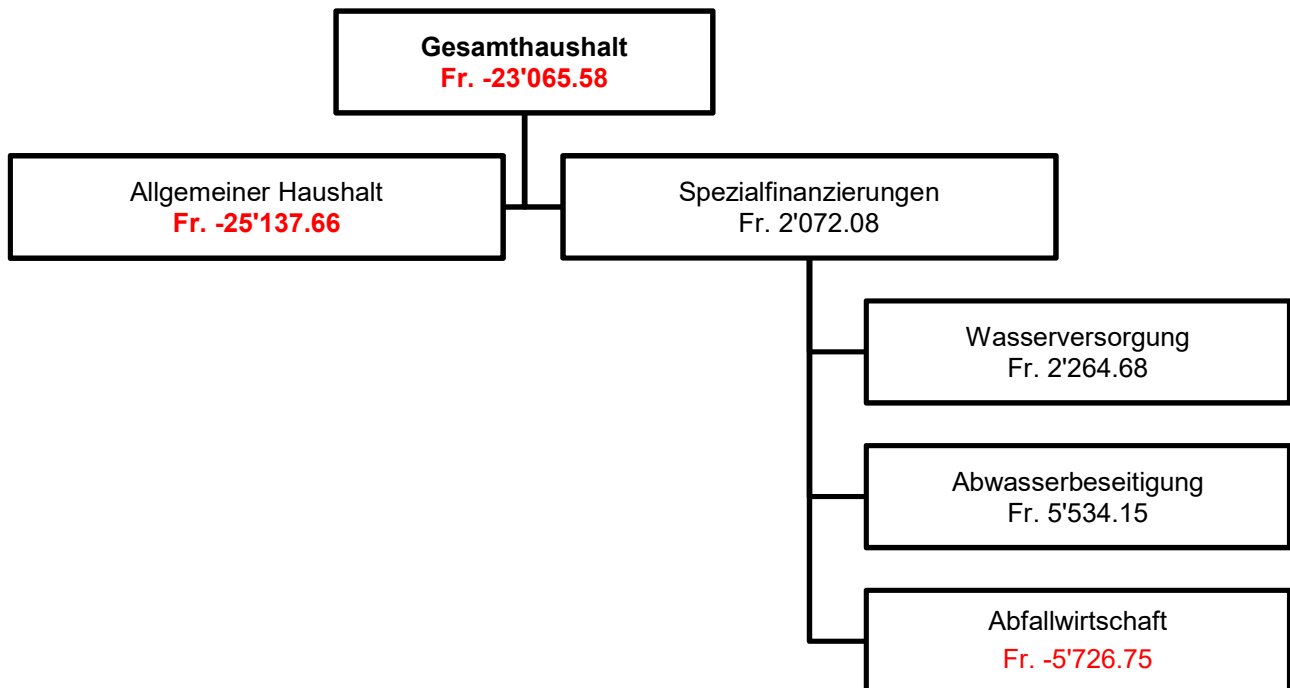 Gesamthaushalt
Fr. -23'065.58
Allgemeiner Haushalt
Fr. -25'137.66
Spezialfinanzierungen
Fr. 2'072.08
Wasserversorgung
Fr. 2'264.68
Abwasserbeseitigung
Fr. 5'534.15
Abfallwirtschaft
Fr. -5'726.75